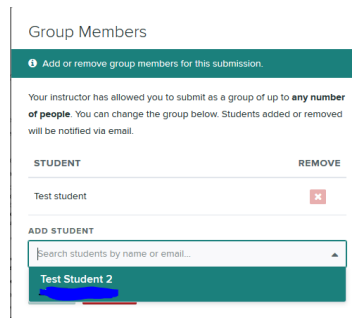 Group Members
Add or remove group members for this submission.
Your instructor has allowed you to submit as a group of up to any number
of people. You can change the group below. Students added or removed
will be notified via email.
STUDENT REMOVE
Test student
ADD STUDENT
Search students by name or email...
Test Student 2